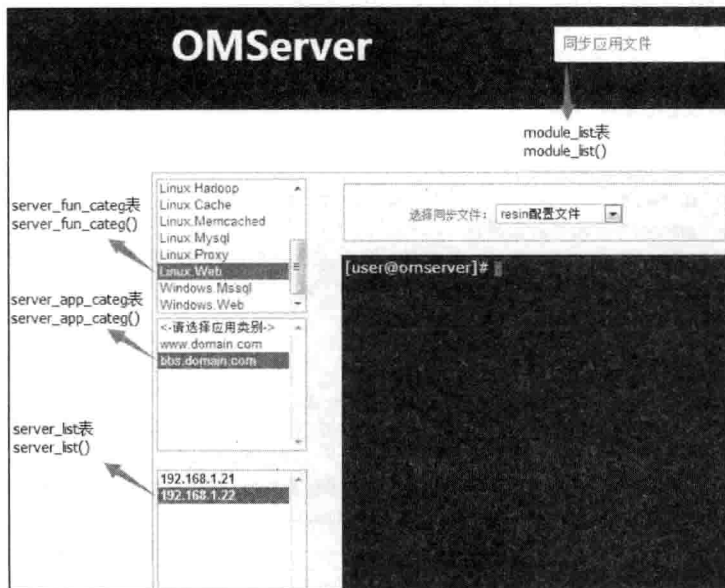 OMServer
同步应用文件
module_list表
module_list()
server_fun_categ表
server_fun_categ()
Linux.Hadoop
Linux.Cache
Linux.Memcached
Linux.Mysql
Linux.Proxy
Linux.Web
Windows.Mssql
Windows.Web
选择同步文件： resin配置文件
[user@omserver]#
server_app_categ表
server_app_categ()
<-请选择应用类别->
www.domain.com
bbs.domain.com
server_list表
server_list()
192.168.1.21
192.168.1.22